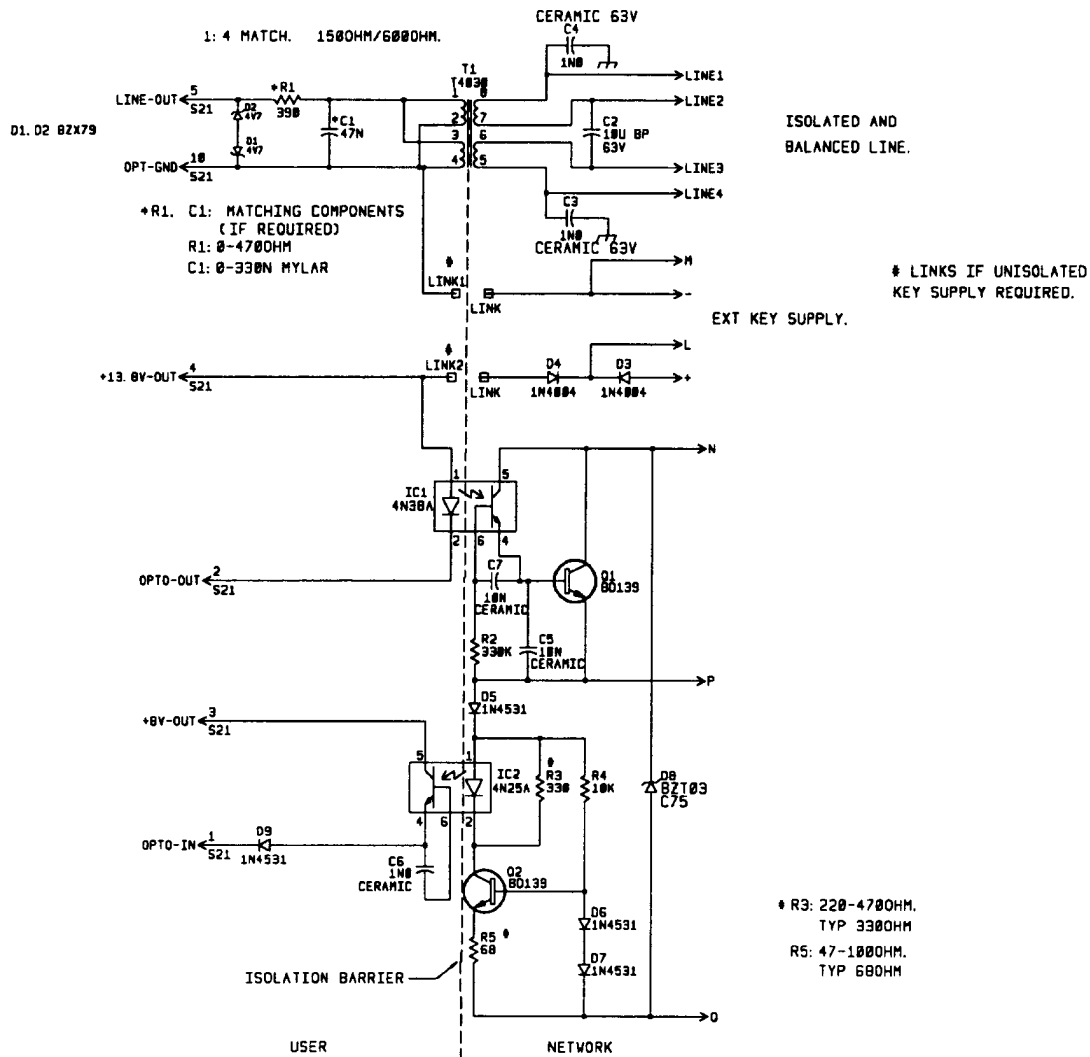 1:4 MATCH. 150OHM/600OHM.
CERAMIC 63V
C4
1N0
T1
T4030
LINE-OUT
5
S21
*R1
390
D2
4V7
D1
4V7
*C1
47N
1
2
3
4
8
7
6
5
LINE1
LINE2
C2
10U BP
63V
LINE3
LINE4
ISOLATED AND
BALANCED LINE.
D1. D2 BZX79
OPT-GND
10
S21
*R1. C1: MATCHING COMPONENTS
(IF REQUIRED)
R1: 0-470OHM
C1: 0-330N MYLAR
C3
1N0
CERAMIC 63V
#
LINK1
LINK
M
-
# LINKS IF UNISOLATED
KEY SUPPLY REQUIRED.
EXT KEY SUPPLY.
+13.8V-OUT
4
S21
#
LINK2
LINK
D4
1N4004
D3
1N4004
L
+
N
IC1
4N38A
1
5
2
6
4
OPTO-OUT
2
S21
C7
10N
CERAMIC
Q1
BD139
R2
330K
C5
10N
CERAMIC
P
D5
1N4531
+8V-OUT
3
S21
5
1
IC2
4N25A
4
6
2
#
R3
330
R4
10K
D8
BZT03
C75
OPTO-IN
1
S21
D9
1N4531
C6
1N0
CERAMIC
Q2
BD139
R5 #
68
D6
1N4531
D7
1N4531
# R3: 220-470OHM.
TYP 330OHM
R5: 47-100OHM.
TYP 68OHM
ISOLATION BARRIER
Q
USER
NETWORK